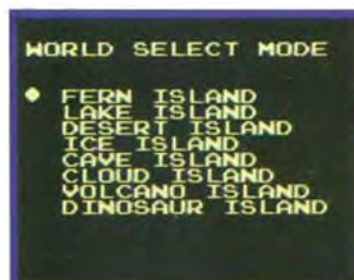 WORLD SELECT MODE
FERN ISLAND
LAKE ISLAND
DESERT ISLAND
ICE ISLAND
CAVE ISLAND
CLOUD ISLAND
VOLCANO ISLAND
DINOSAUR ISLAND